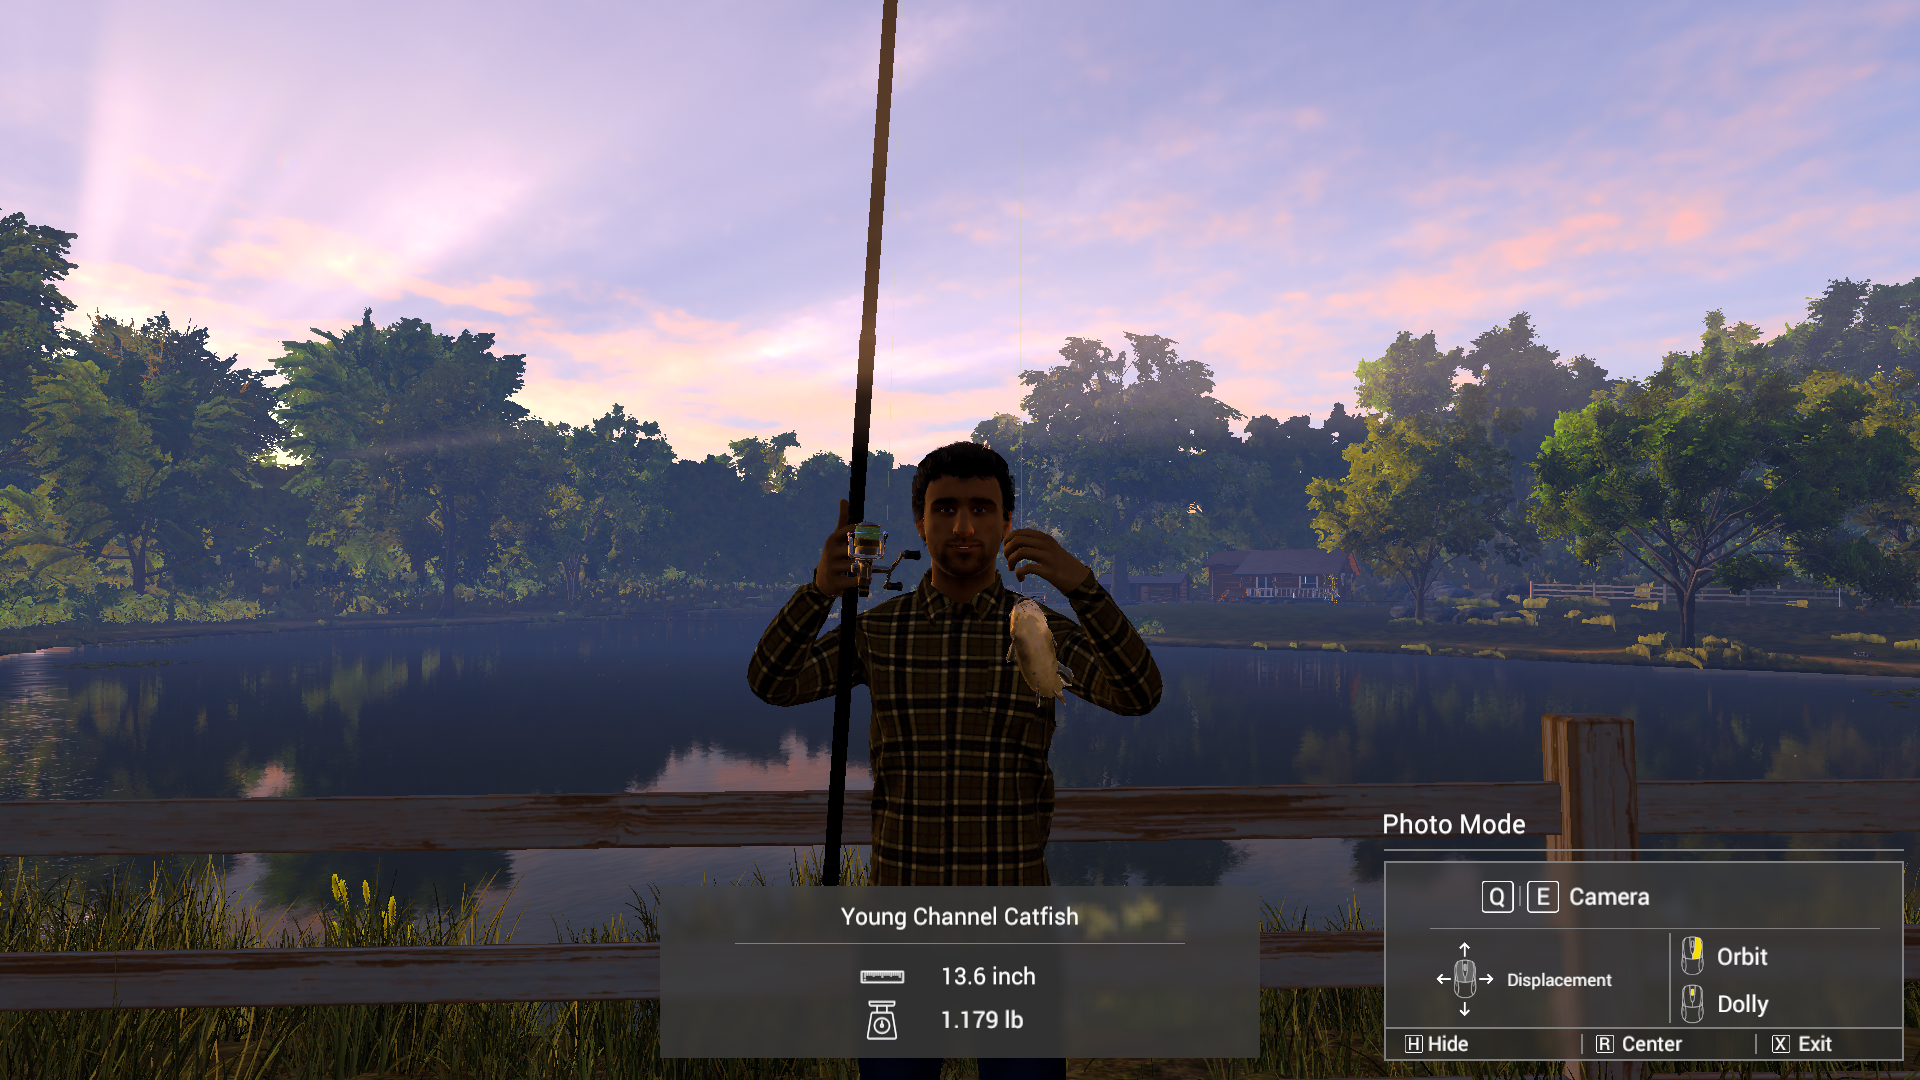 Young Channel Catfish
13.6 inch
1.179 lb
Photo Mode
Q | E Camera
Displacement
Orbit
Dolly
H Hide | R Center | X Exit